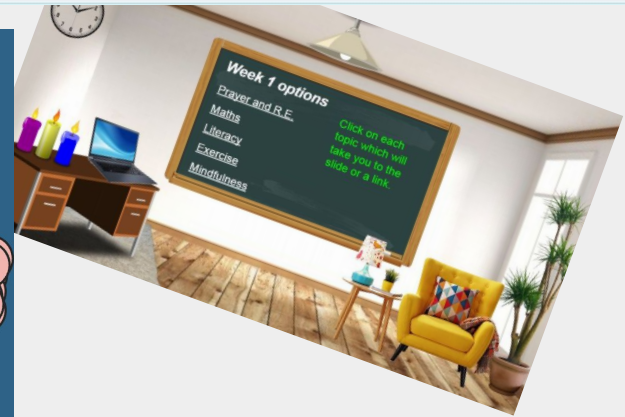 Week 1 options
Prayer and R.E.
Maths
Literacy
Exercise
Mindfulness
Click on each
topic which will
take you to the
slide or a link.